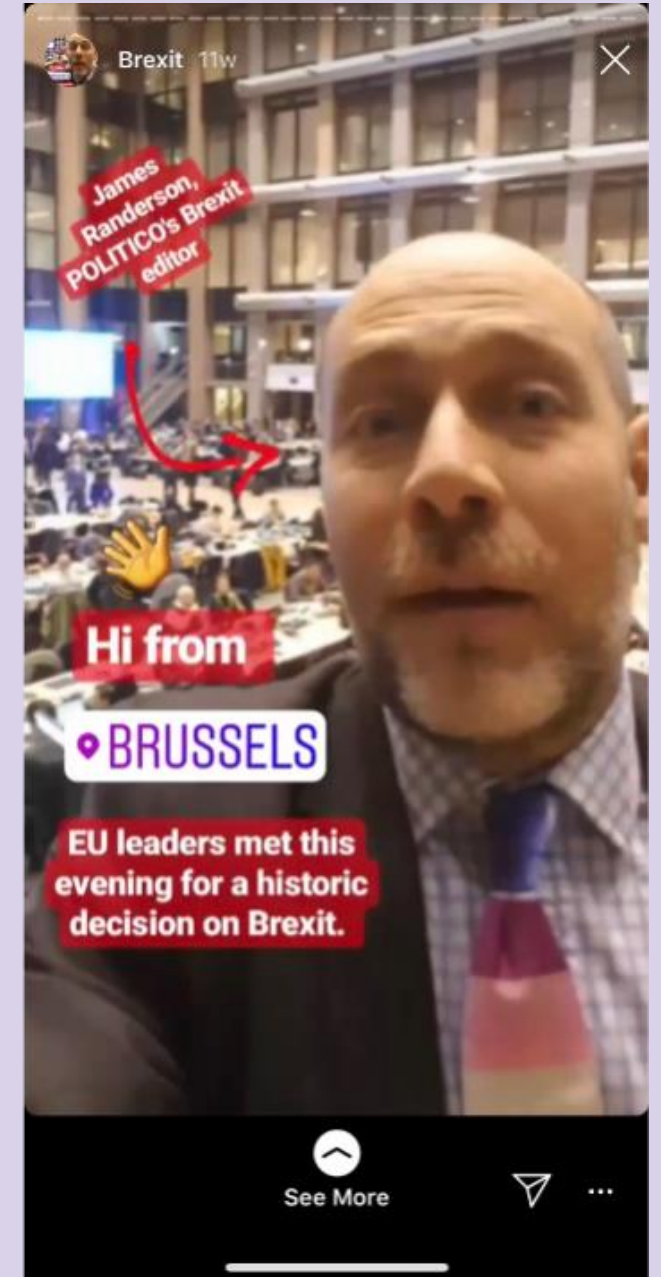 Brexit 11w
James
Randerson,
POLITICO's Brexit
editor
Hi from
BRUSSELS
EU leaders met this
evening for a historic
decision on Brexit.
See More